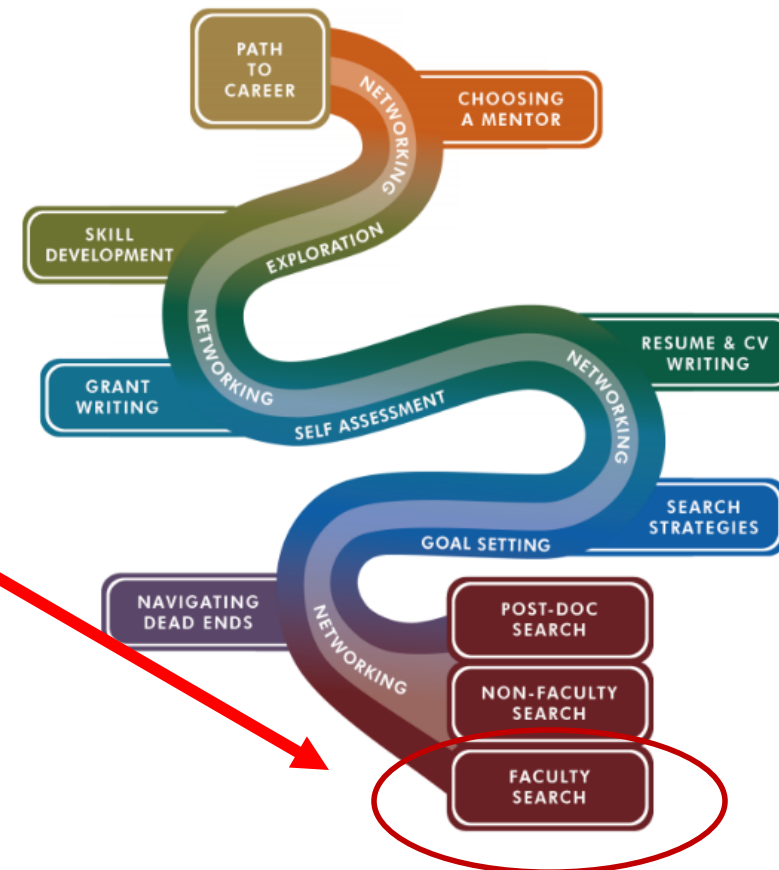 PATH
TO
CAREER
NETWORKING
CHOOSING
A MENTOR
SKILL
DEVELOPMENT
EXPLORATION
NETWORKING
RESUME & CV
WRITING
NETWORKING
GRANT
WRITING
SELF ASSESSMENT
SEARCH
STRATEGIES
GOAL SETTING
NAVIGATING
DEAD ENDS
NETWORKING
POST-DOC
SEARCH
NON-FACULTY
SEARCH
FACULTY
SEARCH